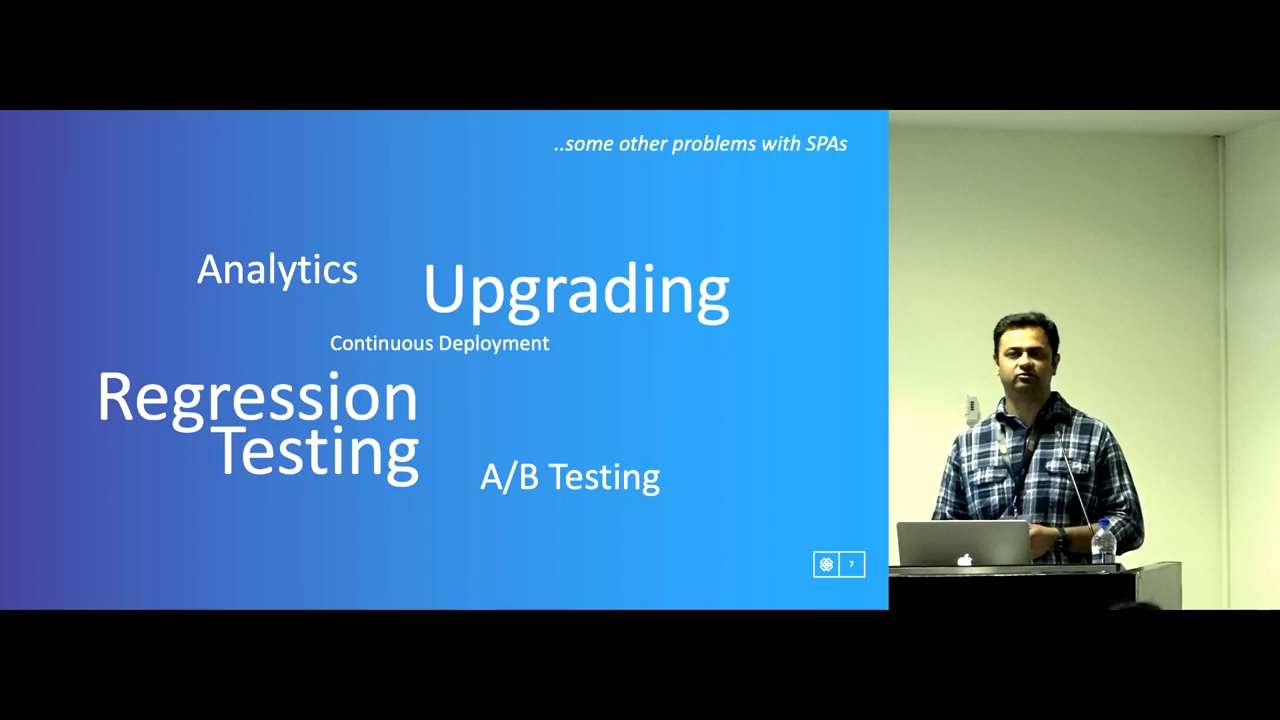 ..some other problems with SPAs
Analytics
Upgrading
Continuous Deployment
Regression
Testing
A/B Testing
7